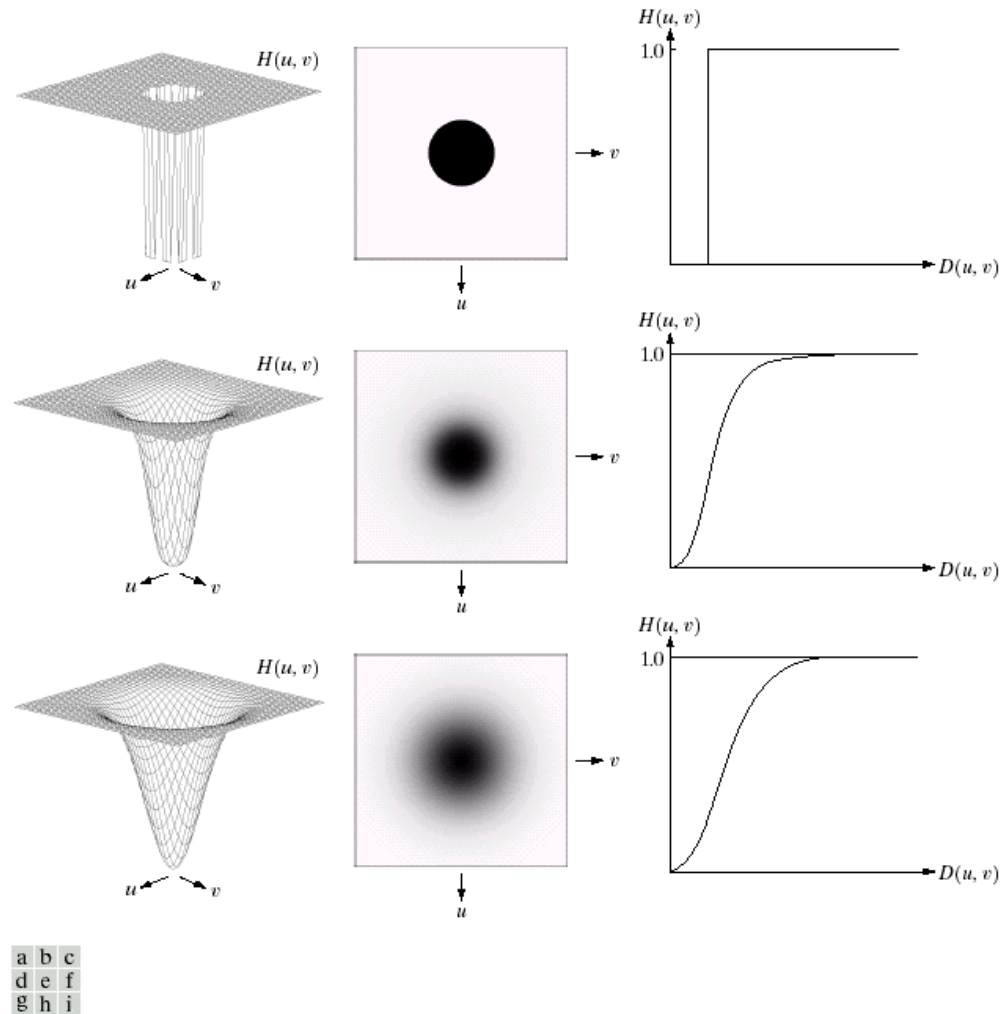 H(u, v)
u
v
v
u
H(u, v)
1.0
D(u, v)
H(u, v)
u
v
v
u
H(u, v)
1.0
D(u, v)
H(u, v)
u
v
v
u
H(u, v)
1.0
D(u, v)
a b c
d e f
g h i